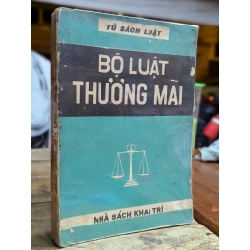 TỦ SÁCH LUẬT
BỘ LUẬT
THƯƠNG MÃI
NHÀ SÁCH KHAI TRÍ